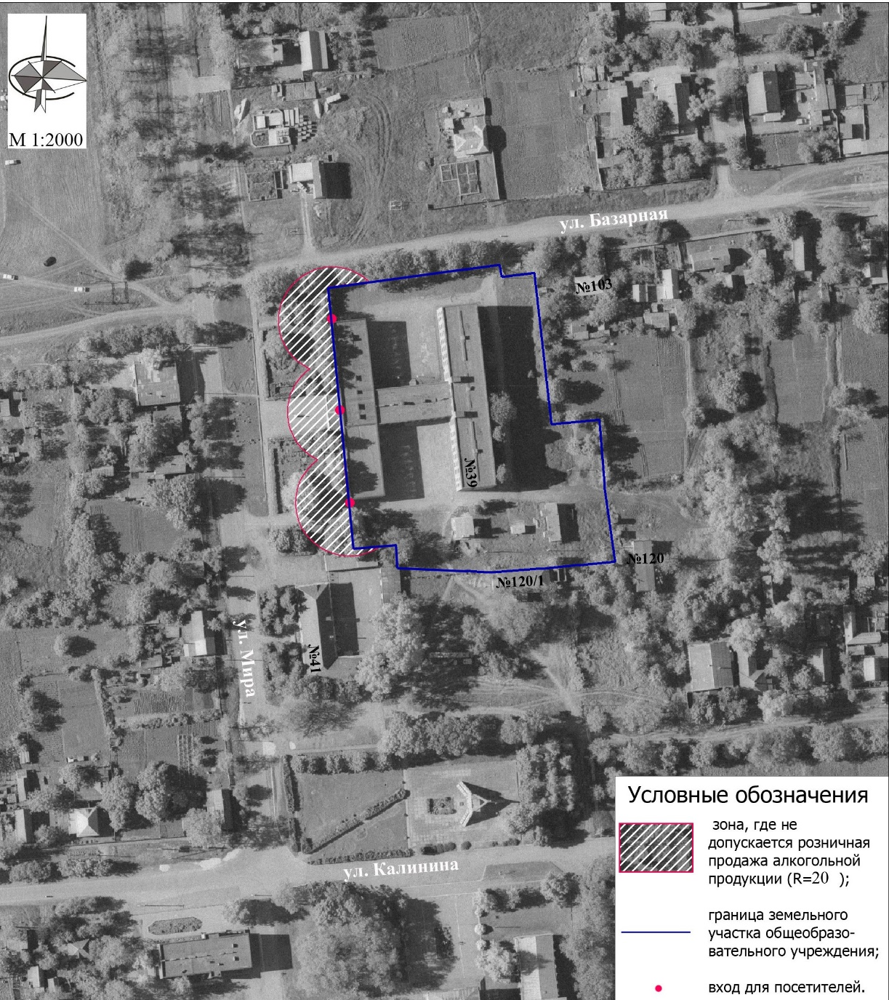 М 1:2000
ул. Базарная
№103
№39
№120
№120/1
ул. Мира
№41
ул. Калинина
Условные обозначения
зона, где не
допускается розничная
продажа алкогольной
продукции (R=20 );
граница земельного
участка общеобразо-
вательного учреждения;
вход для посетителей.